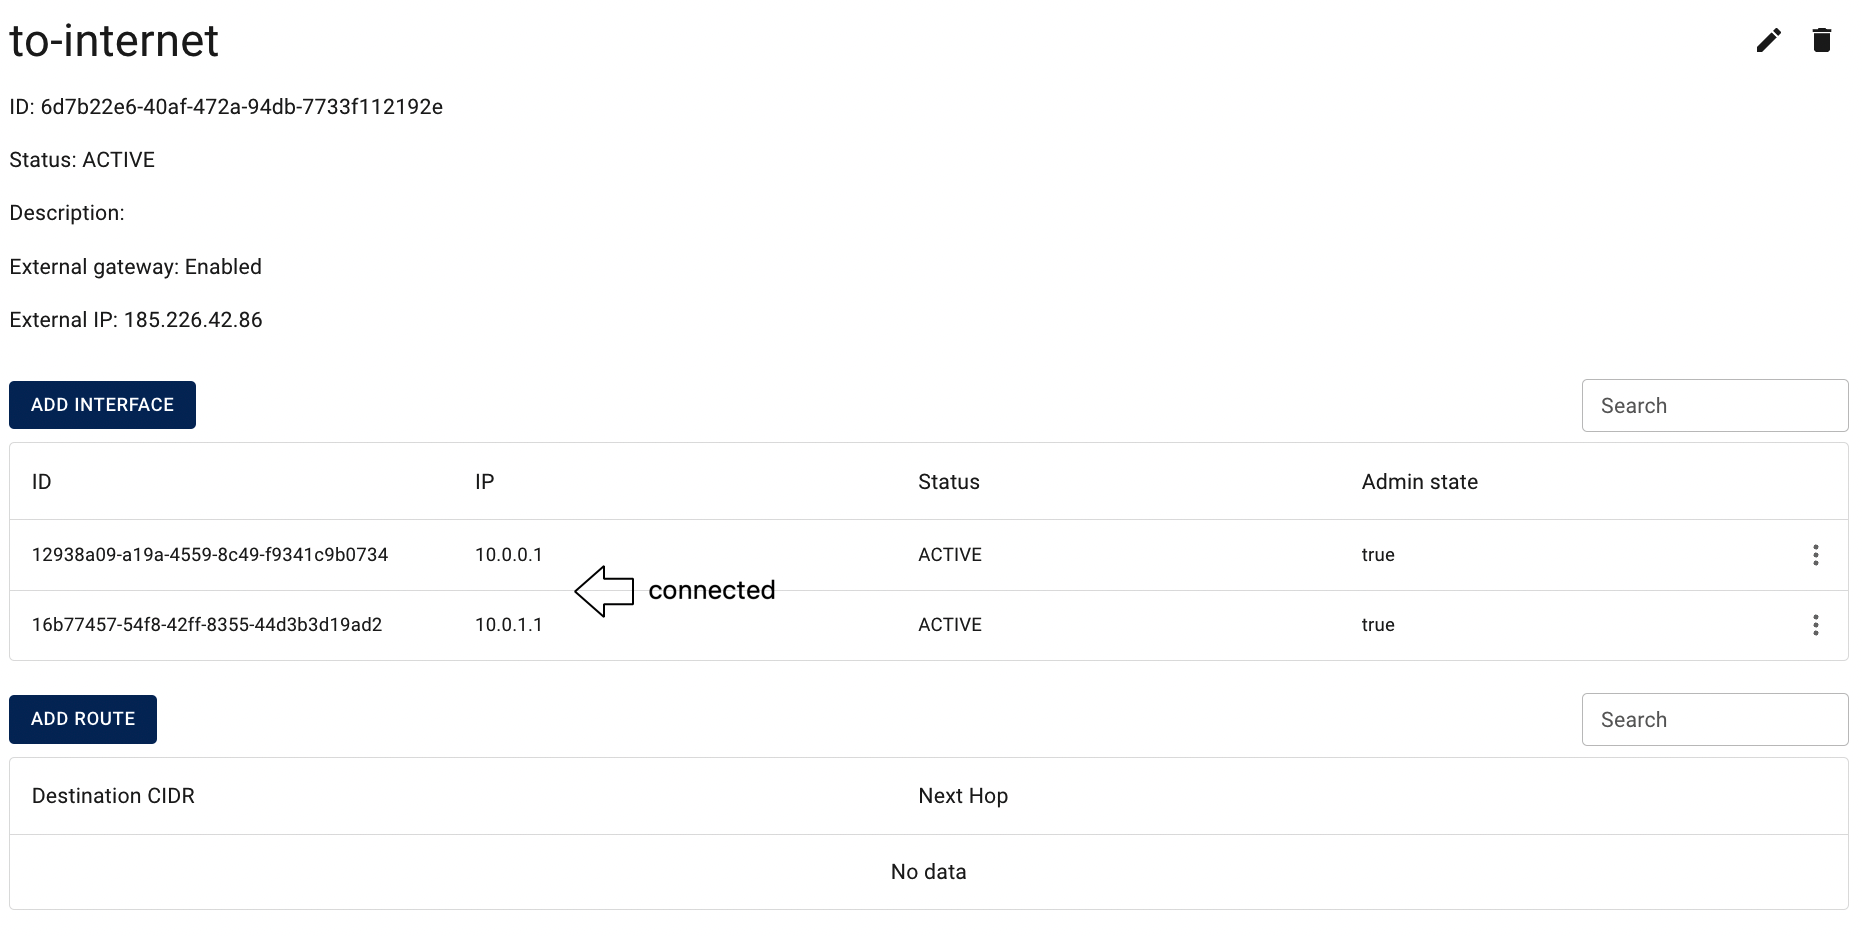 to-internet
ID: 6d7b22e6-40af-472a-94db-7733f112192e
Status: ACTIVE
Description:
External gateway: Enabled
External IP: 185.226.42.86
ADD INTERFACE
Search
ID IP Status Admin state
12938a09-a19a-4559-8c49-f9341c9b0734 10.0.0.1 ACTIVE true
connected
16b77457-54f8-42ff-8355-44d3b3d19ad2 10.0.1.1 ACTIVE true
ADD ROUTE
Search
Destination CIDR Next Hop
No data